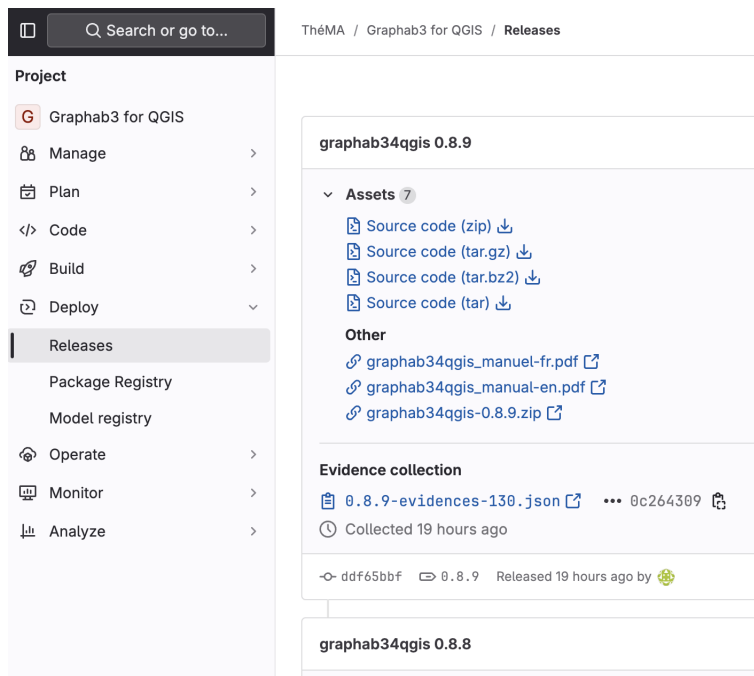 Search or go to...
ThéMA / Graphab3 for QGIS / Releases
Project
G Graphab3 for QGIS
Manage
Plan
Code
Build
Deploy
Releases
Package Registry
Model registry
Operate
Monitor
Analyze
graphab34qgis 0.8.9
Assets 7
Source code (zip)
Source code (tar.gz)
Source code (tar.bz2)
Source code (tar)
Other
graphab34qgis_manuel-fr.pdf
graphab34qgis_manual-en.pdf
graphab34qgis-0.8.9.zip
Evidence collection
0.8.9-evidences-130.json ••• 0c264309
Collected 19 hours ago
ddf65bbf 0.8.9 Released 19 hours ago by
graphab34qgis 0.8.8